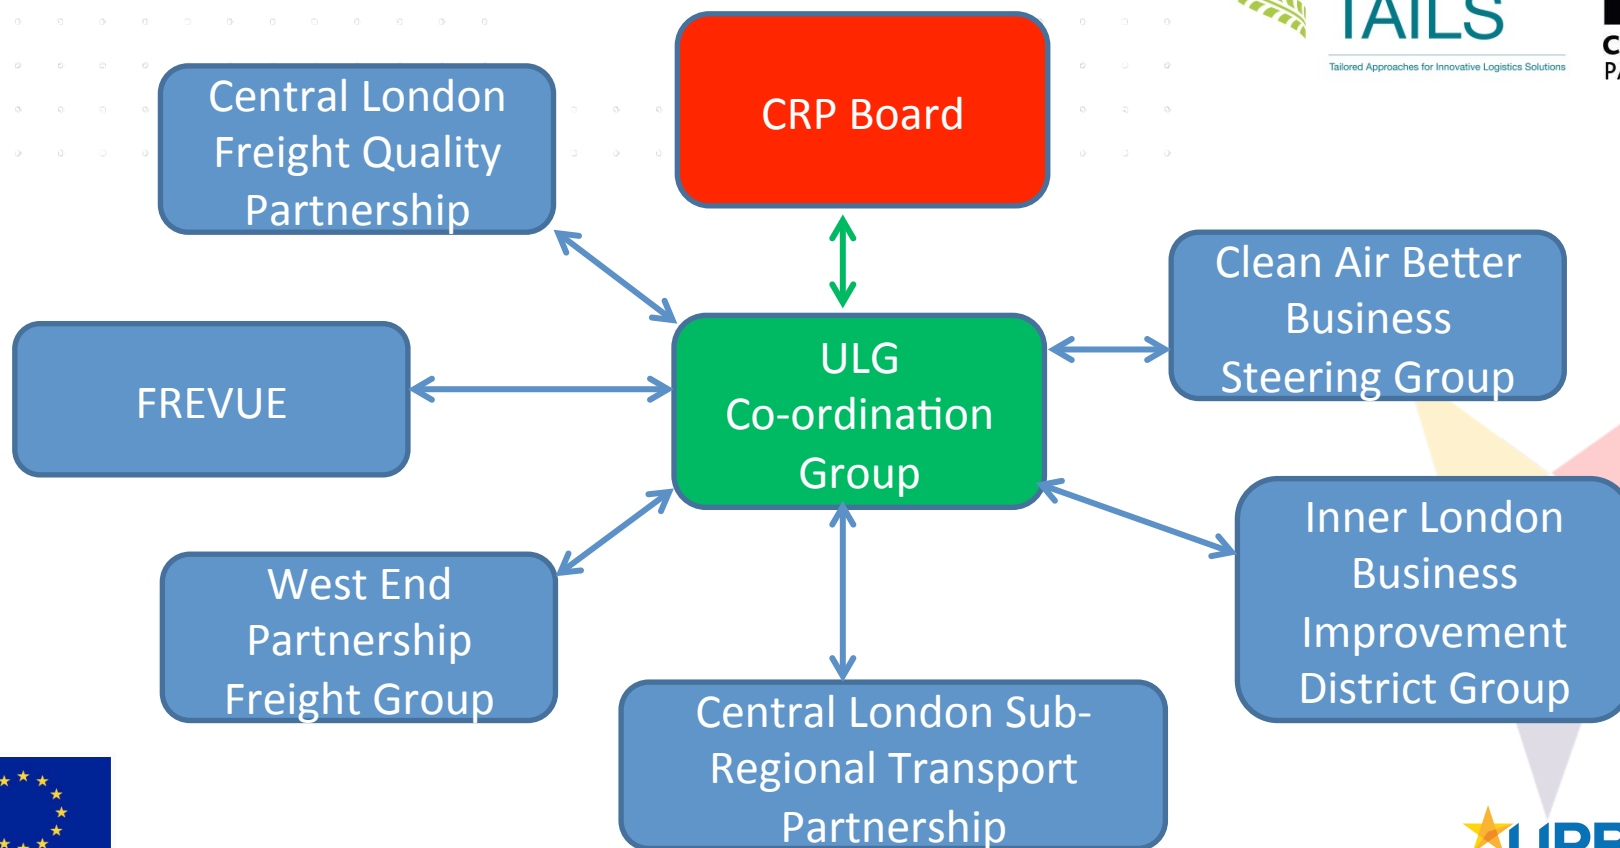 TAILS
Tailored Approaches for Innovative Logistics Solutions
Central London
Freight Quality
Partnership
CRP Board
Clean Air Better
Business
Steering Group
FREVUE
ULG
Co-ordination
Group
Inner London
Business
Improvement
District Group
West End
Partnership
Freight Group
Central London Sub-
Regional Transport
Partnership